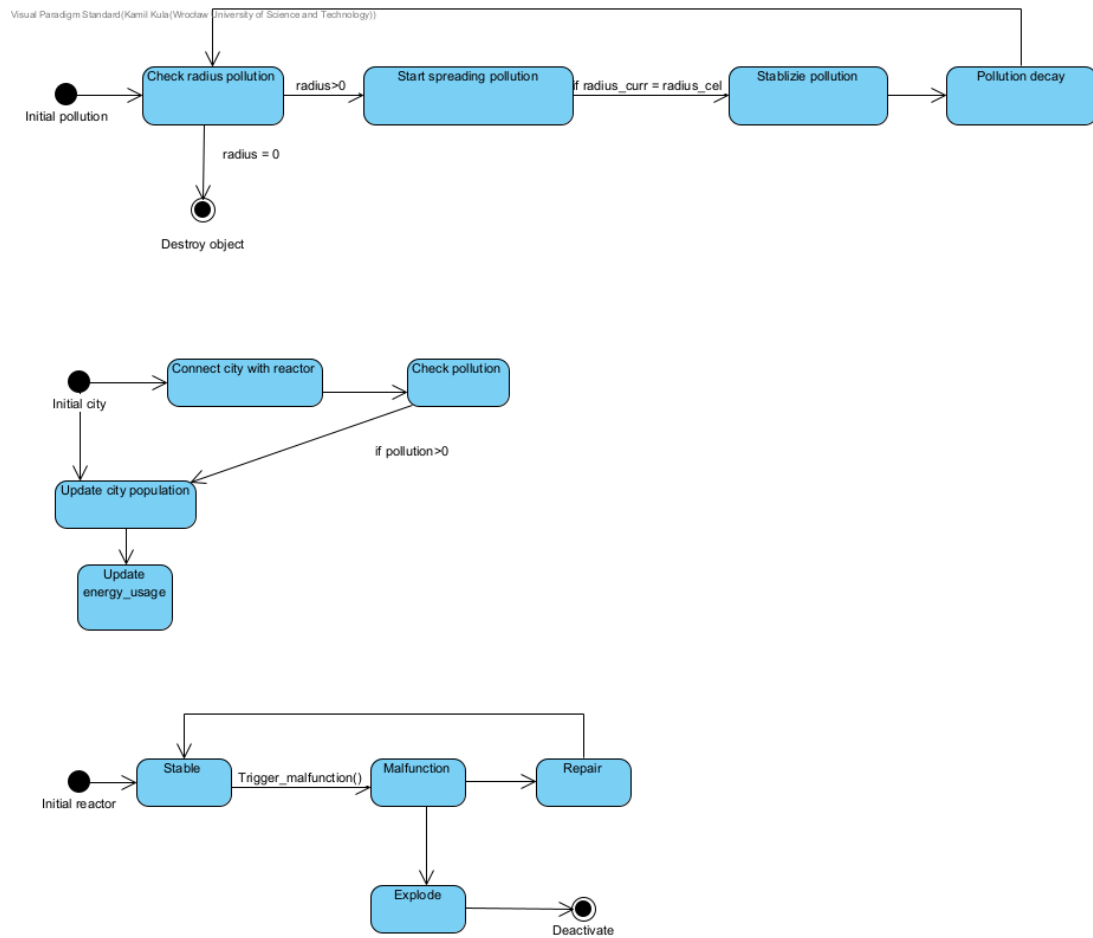 Visual Paradigm Standard(Kamil Kula(Wrocław University of Science and Technology))
Check radius pollution
Start spreading pollution
Stablizie pollution
Pollution decay
radius>0
if radius_curr = radius_cel
Initial pollution
radius = 0
Destroy object
Connect city with reactor
Check pollution
Initial city
if pollution>0
Update city population
Update
energy_usage
Stable
Trigger_malfunction()
Malfunction
Repair
Initial reactor
Explode
Deactivate